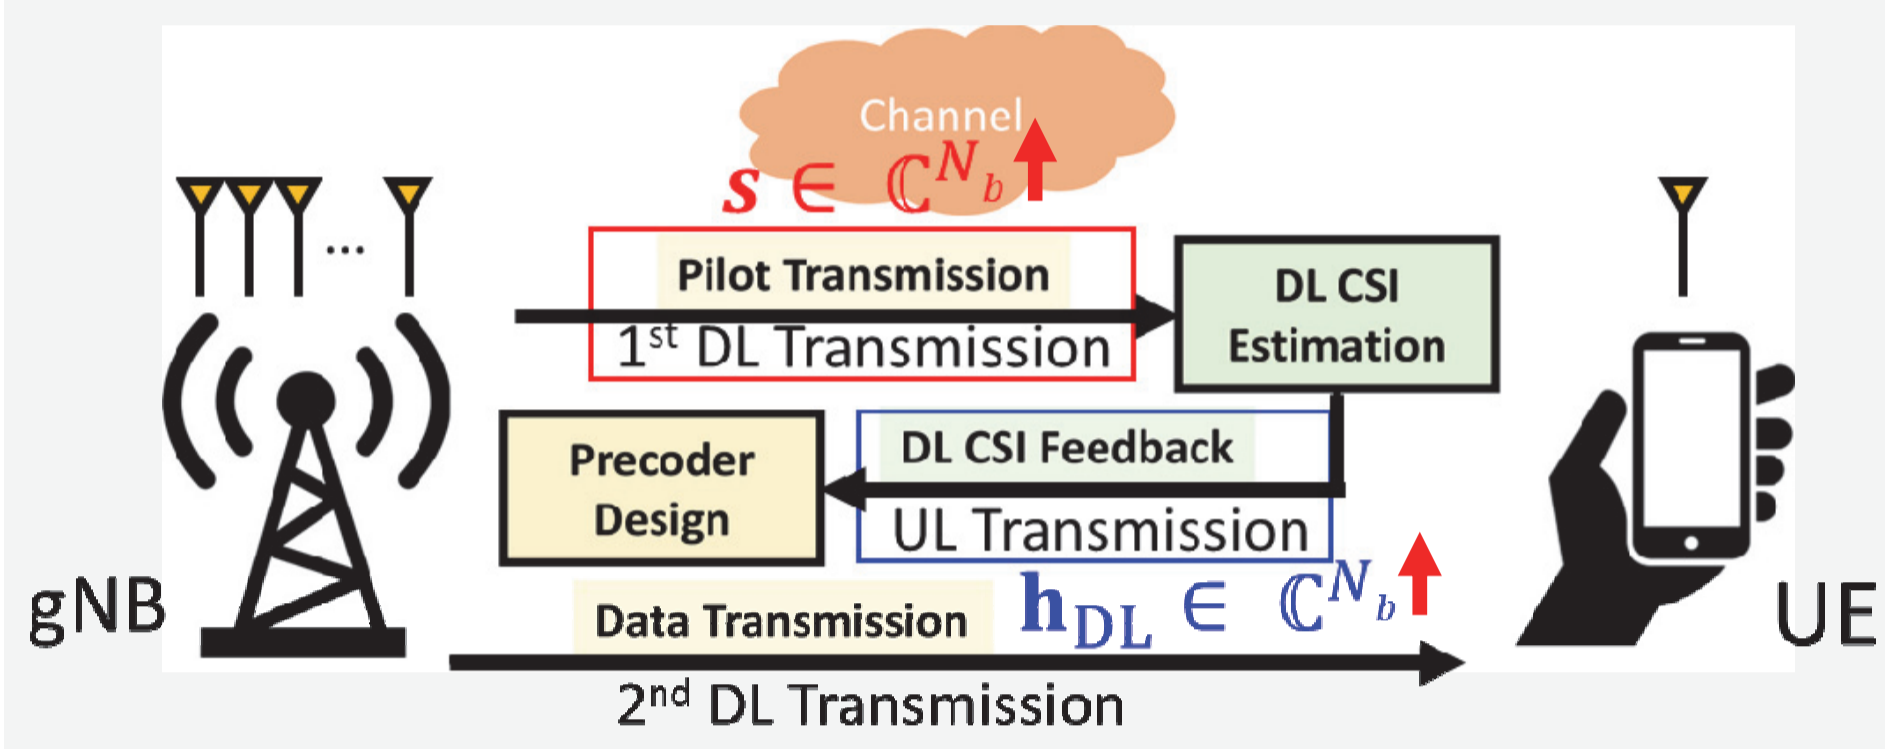 Channel
s ∈ ℂ^N_b
Pilot Transmission
1st DL Transmission
DL CSI
Estimation
Precoder
Design
DL CSI Feedback
UL Transmission
h_DL ∈ ℂ^N_b
gNB
UE
Data Transmission
2nd DL Transmission